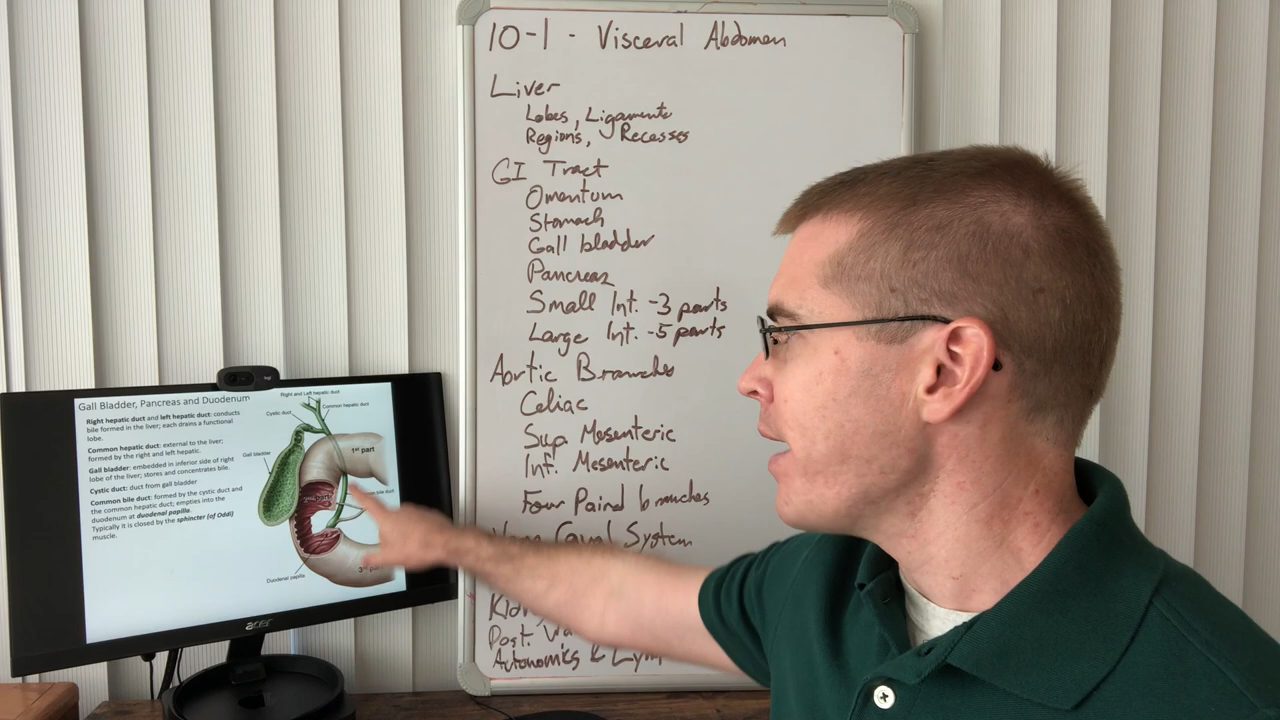 10-1 - Visceral Abdomen
Liver
Lobes, Ligaments
Regions, Recesses
GI Tract
Omentum
Stomach
Gall bladder
Pancreas
Small Int. -3 parts
Large Int. -5 parts
Aortic Branches
Celiac
Sup Mesenteric
Inf. Mesenteric
Four Paired branches
Caval System
Post.
Autonomics &
Gall Bladder, Pancreas and Duodenum
Right hepatic duct and left hepatic duct: conducts
bile formed in the liver; each drains a functional
lobe.
Common hepatic duct: external to the liver;
formed by the right and left hepatic.
Gall bladder: embedded in inferior side of right
lobe of the liver; stores and concentrates bile.
Cystic duct: duct from gall bladder
Common bile duct: formed by the cystic duct and
the common hepatic duct; empties into the
duodenum at duodenal papilla.
Typically it is closed by the sphincter (of Oddi)
muscle.
Right and Left hepatic duct
Cystic duct
Common hepatic duct
Gall bladder
1st part
bile duct
Duodenal papilla
3rd
acer